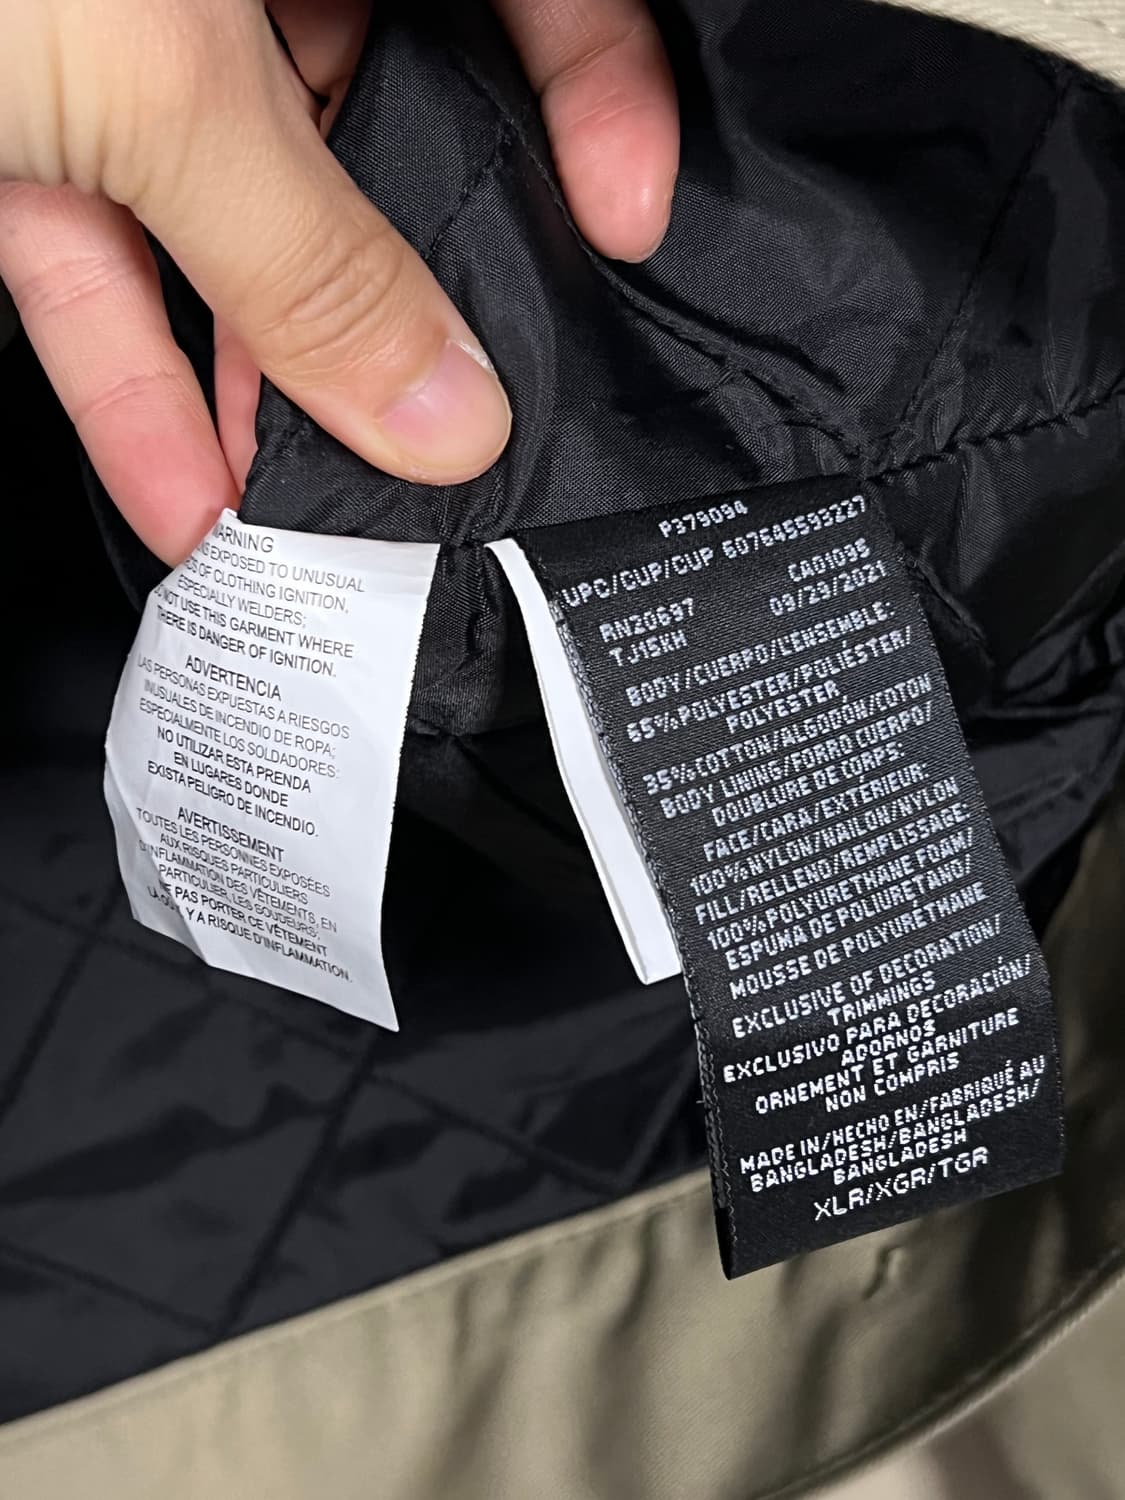 WARNING
EXPOSED TO UNUSUAL
OF CLOTHING IGNITION,
ESPECIALLY WELDERS;
DO NOT USE THIS GARMENT WHERE
THERE IS DANGER OF IGNITION.
ADVERTENCIA
LAS PERSONAS EXPUESTAS A RIESGOS
INUSUALES DE INCENDIO DE ROPA;
ESPECIALMENTE LOS SOLDADORES:
NO UTILIZAR ESTA PRENDA
EN LUGARES DONDE
EXISTA PELIGRO DE INCENDIO.
AVERTISSEMENT
TOUTES LES PERSONNES EXPOSÉES
AUX RISQUES PARTICULIERS
D'INFLAMMATION DES VÊTEMENTS, EN
PARTICULIER, LES SOUDEURS;
NE PAS PORTER CE VÊTEMENT
LÀ OÙ IL Y A RISQUE D'INFLAMMATION.
P379094
UPC/CUP/CUP 607645593227
RN20697 CA01095
TJ15KH 09/29/2021
BODY/CUERPO/L'ENSEMBLE:
65%POLYESTER/POLIÉSTER/
POLYESTER
35%COTTON/ALGODÓN/COTON
BODY LINING/FORRO CUERPO/
DOUBLURE DE CORPS:
FALE/CARA/EXTÉRIEUR:
100%NYLON/NAILON/NYLON
FILL/RELLENO/REMPLISSAGE:
100%POLYURETHANE FOAM/
ESPUMA DE POLIURETANO/
MOUSSE DE POLYURETHANE
EXCLUSIVE OF DECORATION/
TRIMMINGS
EXCLUSIVO PARA DECORACIÓN/
ADORNOS
ORNEMENT ET GARNITURE
NON COMPRIS
MADE IN/HECHO EN/FABRIQUÉ AU
BANGLADESH/BANGLADESH/
BANGLADESH
XLR/XGR/TGR